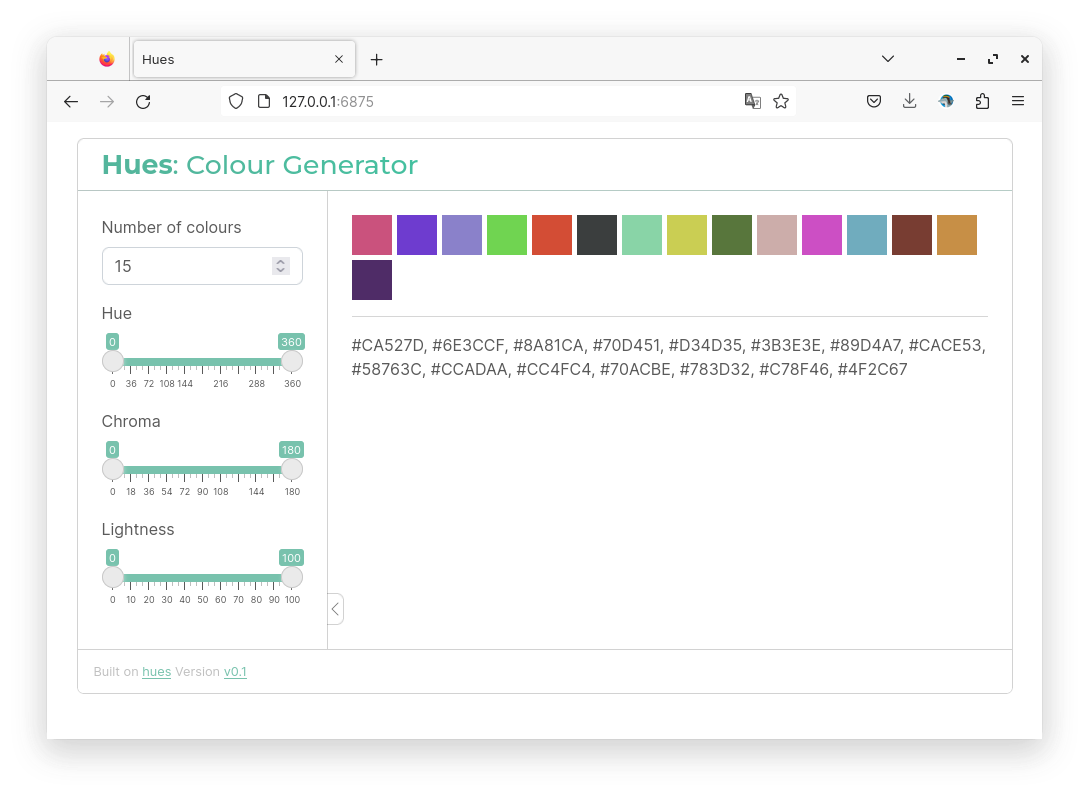 Hues
127.0.0.1:6875
Hues: Colour Generator
Number of colours
15
Hue
0 360
0 36 72 108 144 216 288 360
Chroma
0 180
0 18 36 54 72 90 108 144 180
Lightness
0 100
0 10 20 30 40 50 60 70 80 90 100
#CA527D, #6E3CCF, #8A81CA, #70D451, #D34D35, #3B3E3E, #89D4A7, #CACE53,
#58763C, #CCADAA, #CC4FC4, #70ACBE, #783D32, #C78F46, #4F2C67
Built on hues Version v0.1